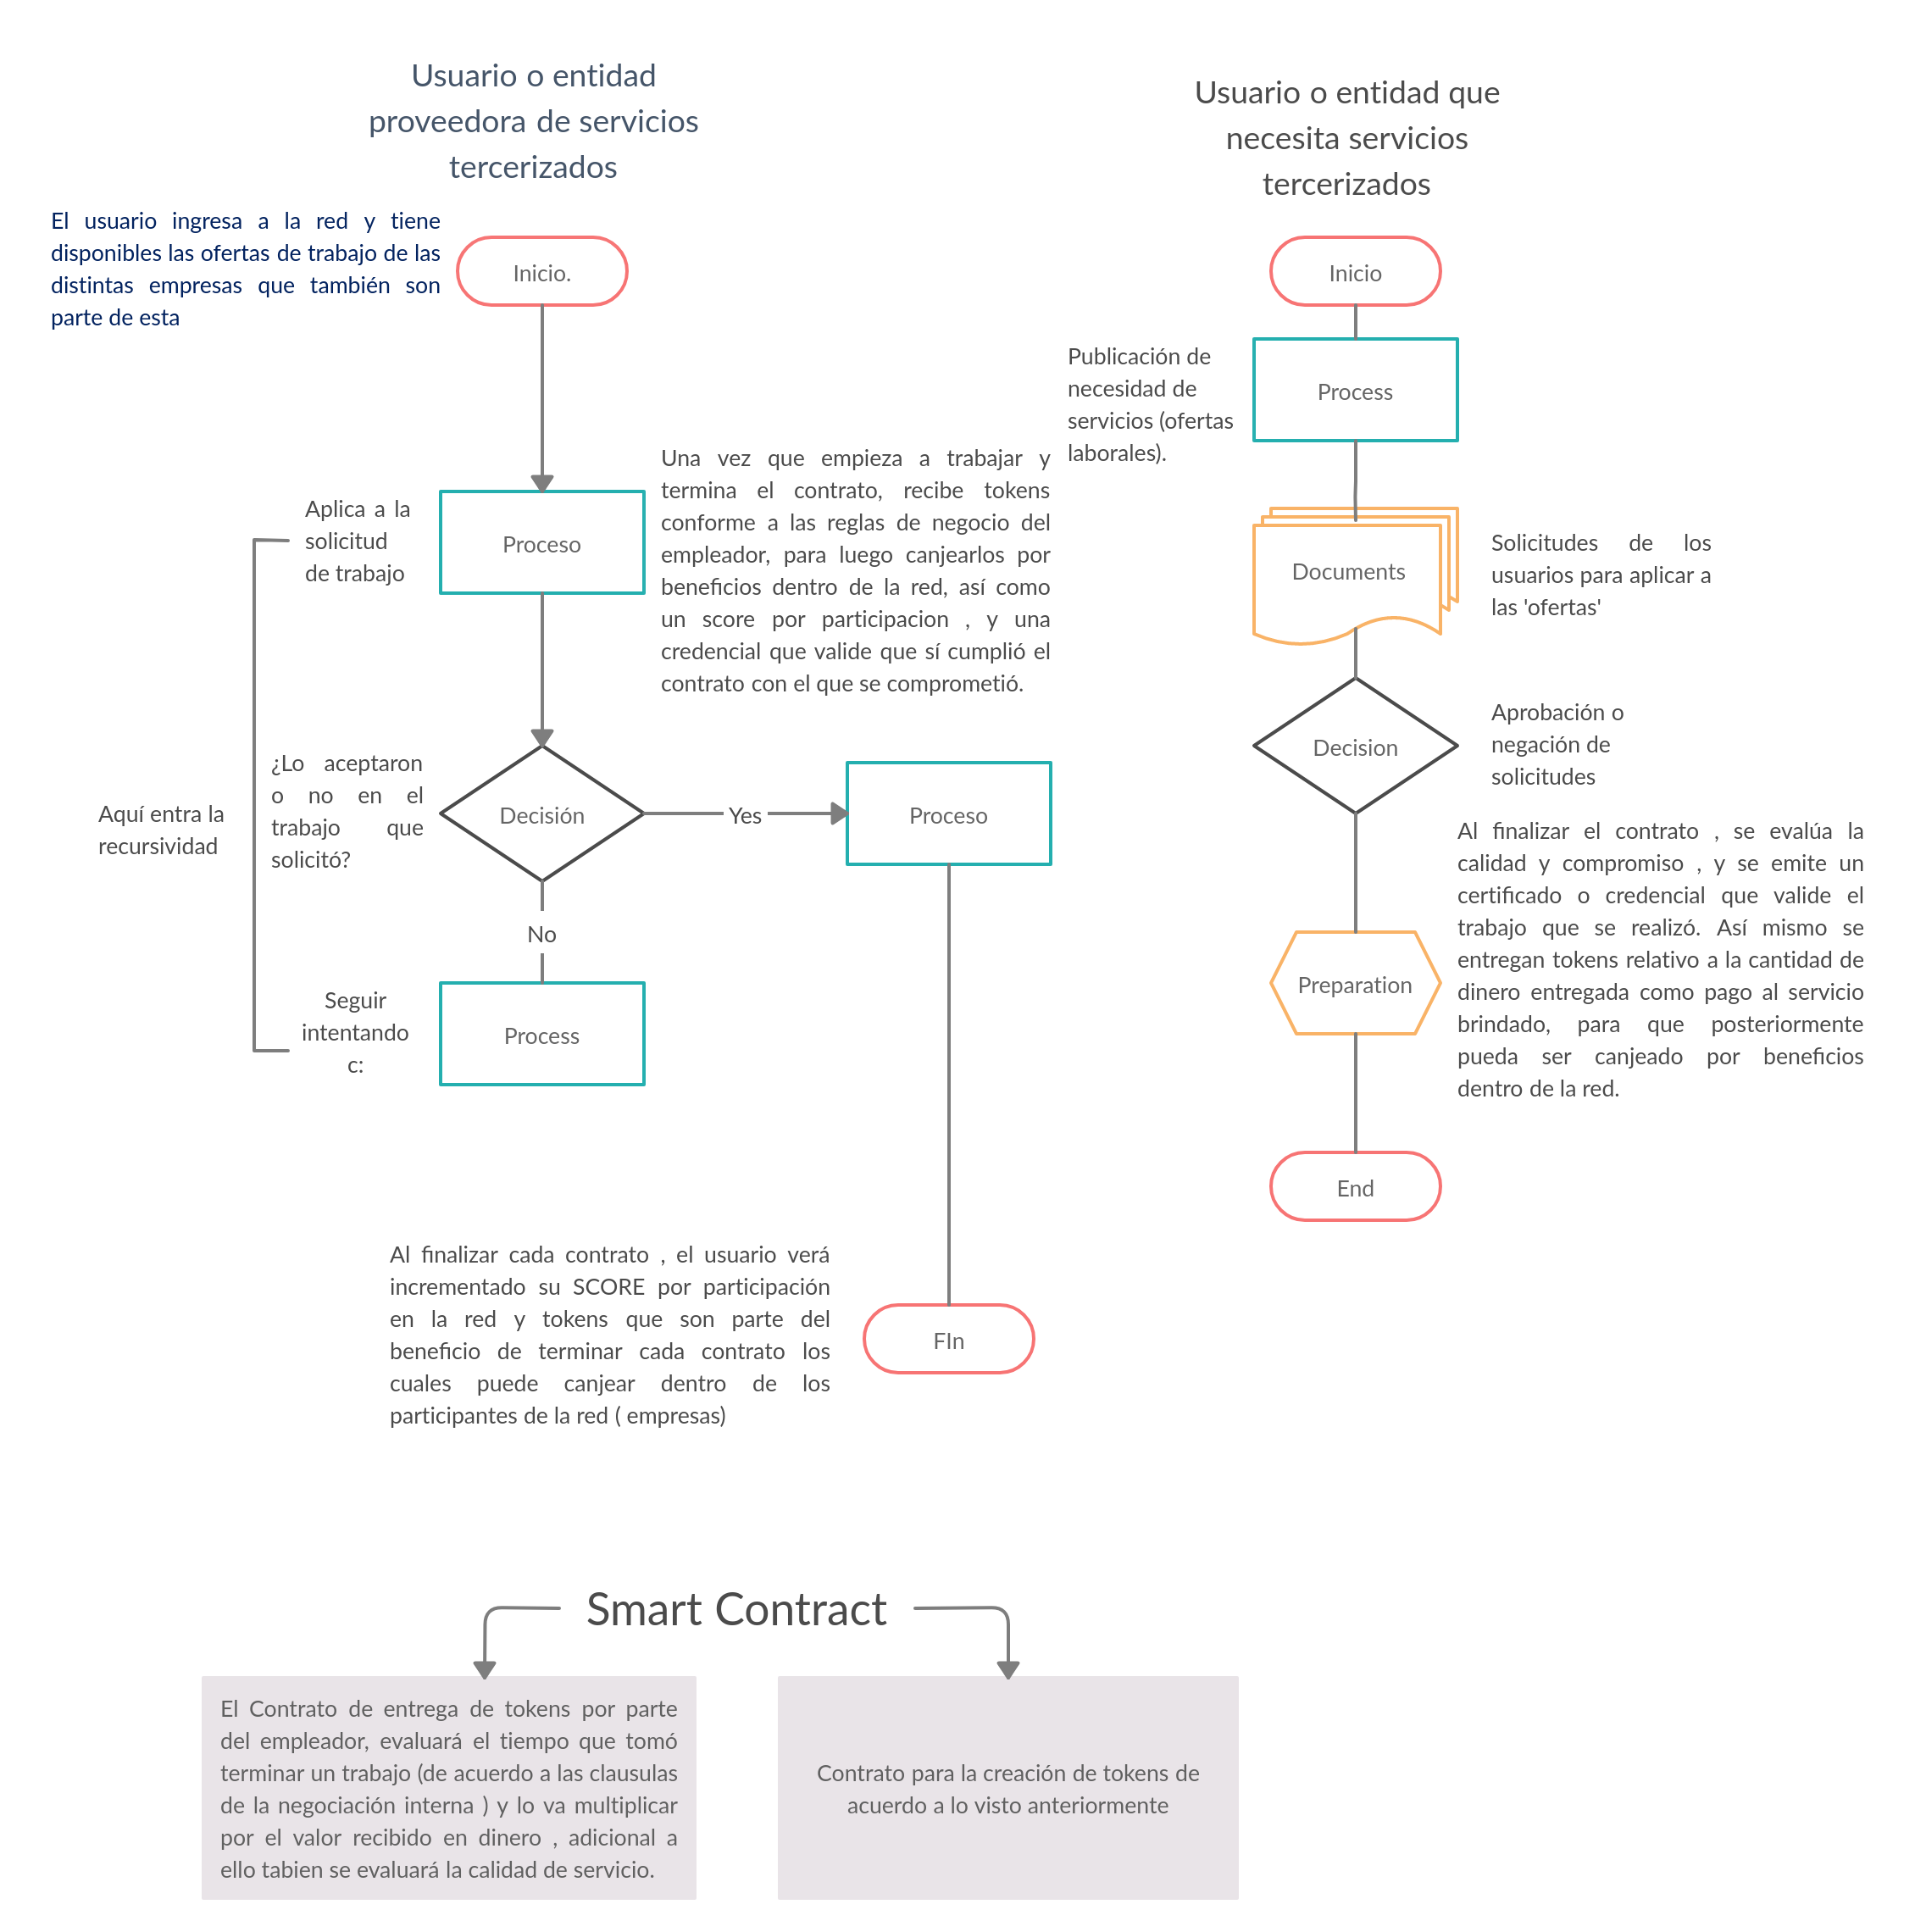 Usuario o entidad
proveedora de servicios
tercerizados
El usuario ingresa a la red y tiene
disponibles las ofertas de trabajo de las
distintas empresas que también son
parte de esta
Inicio.
Aplica a la
solicitud
de trabajo
Proceso
Una vez que empieza a trabajar y
termina el contrato, recibe tokens
conforme a las reglas de negocio del
empleador, para luego canjearlos por
beneficios dentro de la red, así como
un score por participacion , y una
credencial que valide que sí cumplió el
contrato con el que se comprometió.
Aquí entra la
recursividad
¿Lo aceptaron
o no en el
trabajo que
solicitó?
Decisión
Yes
Proceso
No
Seguir
intentando
c:
Process
Al finalizar cada contrato , el usuario verá
incrementado su SCORE por participación
en la red y tokens que son parte del
beneficio de terminar cada contrato los
cuales puede canjear dentro de los
participantes de la red ( empresas)
FIn
Usuario o entidad que
necesita servicios
tercerizados
Inicio
Publicación de
necesidad de
servicios (ofertas
laborales).
Process
Documents
Solicitudes de los
usuarios para aplicar a
las 'ofertas'
Decision
Aprobación o
negación de
solicitudes
Al finalizar el contrato , se evalúa la
calidad y compromiso , y se emite un
certificado o credencial que valide el
trabajo que se realizó. Así mismo se
entregan tokens relativo a la cantidad de
dinero entregada como pago al servicio
brindado, para que posteriormente
pueda ser canjeado por beneficios
dentro de la red.
Preparation
End
Smart Contract
El Contrato de entrega de tokens por parte
del empleador, evaluará el tiempo que tomó
terminar un trabajo (de acuerdo a las clausulas
de la negociación interna ) y lo va multiplicar
por el valor recibido en dinero , adicional a
ello tabien se evaluará la calidad de servicio.
Contrato para la creación de tokens de
acuerdo a lo visto anteriormente